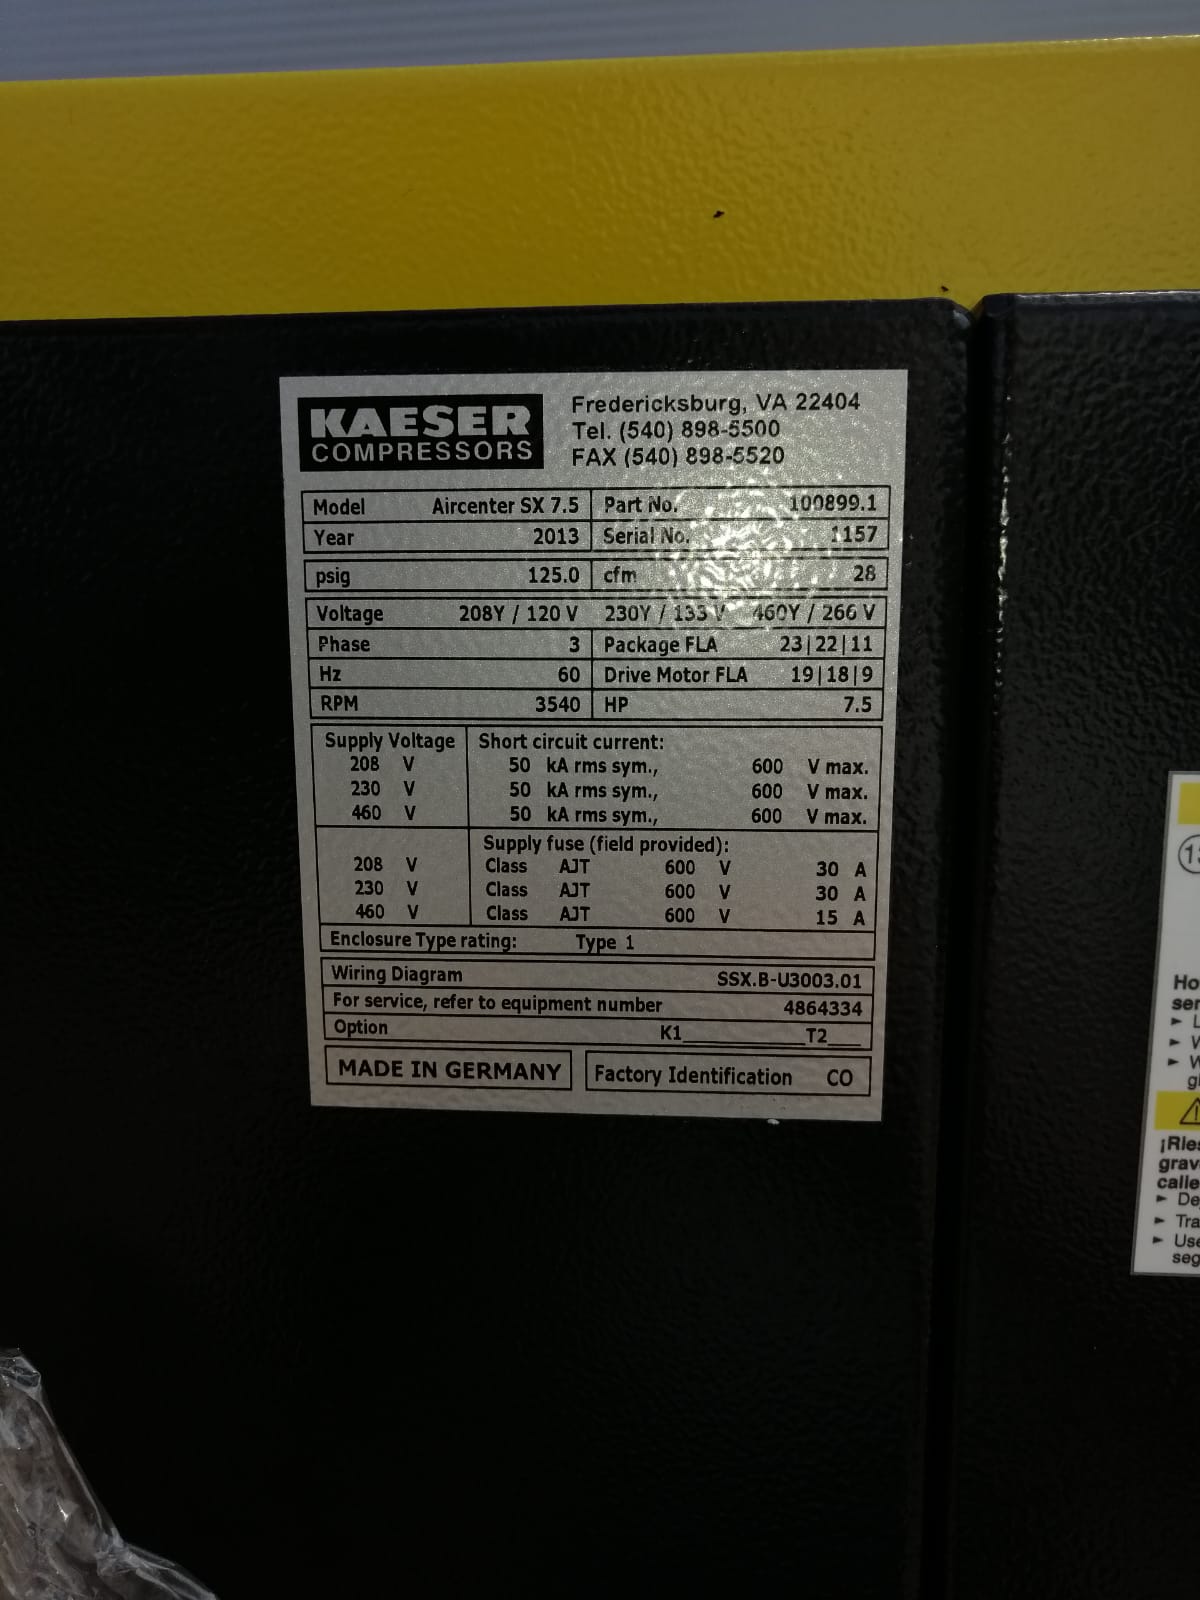 KAESER
COMPRESSORS
Fredericksburg, VA 22404
Tel. (540) 898-5500
FAX (540) 898-5520
Model Aircenter SX 7.5 Part No. 100899.1
Year 2013 Serial No. 1157
psig 125.0 cfm 28
Voltage 208Y / 120 V 230Y / 133 V 460Y / 266 V
Phase 3 Package FLA 23|22|11
Hz 60 Drive Motor FLA 19|18|9
RPM 3540 HP 7.5
Supply Voltage Short circuit current:
208 V 50 kA rms sym., 600 V max.
230 V 50 kA rms sym., 600 V max.
460 V 50 kA rms sym., 600 V max.
Supply fuse (field provided):
208 V Class AJT 600 V 30 A
230 V Class AJT 600 V 30 A
460 V Class AJT 600 V 15 A
Enclosure Type rating: Type 1
Wiring Diagram SSX.B-U3003.01
For service, refer to equipment number 4864334
Option K1__________T2___
MADE IN GERMANY Factory Identification CO